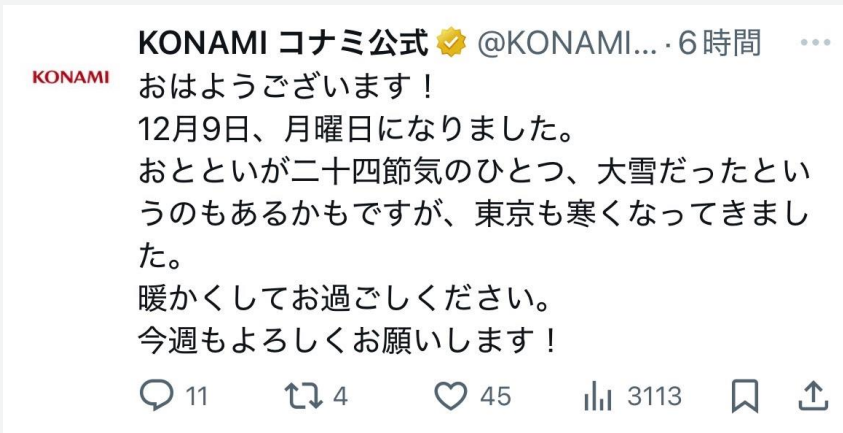 KONAMI コナミ公式 @KONAMI... · 6時間
KONAMI
おはようございます！
12月9日、月曜日になりました。
おとといが二十四節気のひとつ、大雪だったとい
うのもあるかもですが、東京も寒くなってきまし
た。
暖かくしてお過ごしください。
今週もよろしくお願いします！
11 4 45 3113